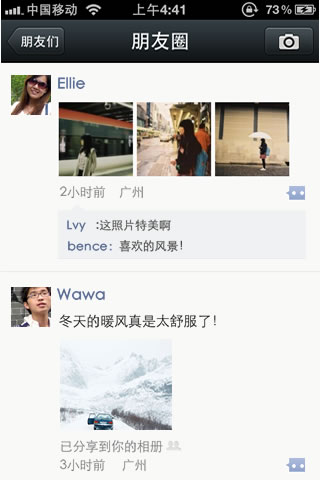 中国移动 上午4:41 73%
朋友们 朋友圈
Ellie
2小时前 广州
Lvy :这照片特美啊
bence: 喜欢的风景!
Wawa
冬天的暖风真是太舒服了!
已分享到你的相册
3小时前 广州